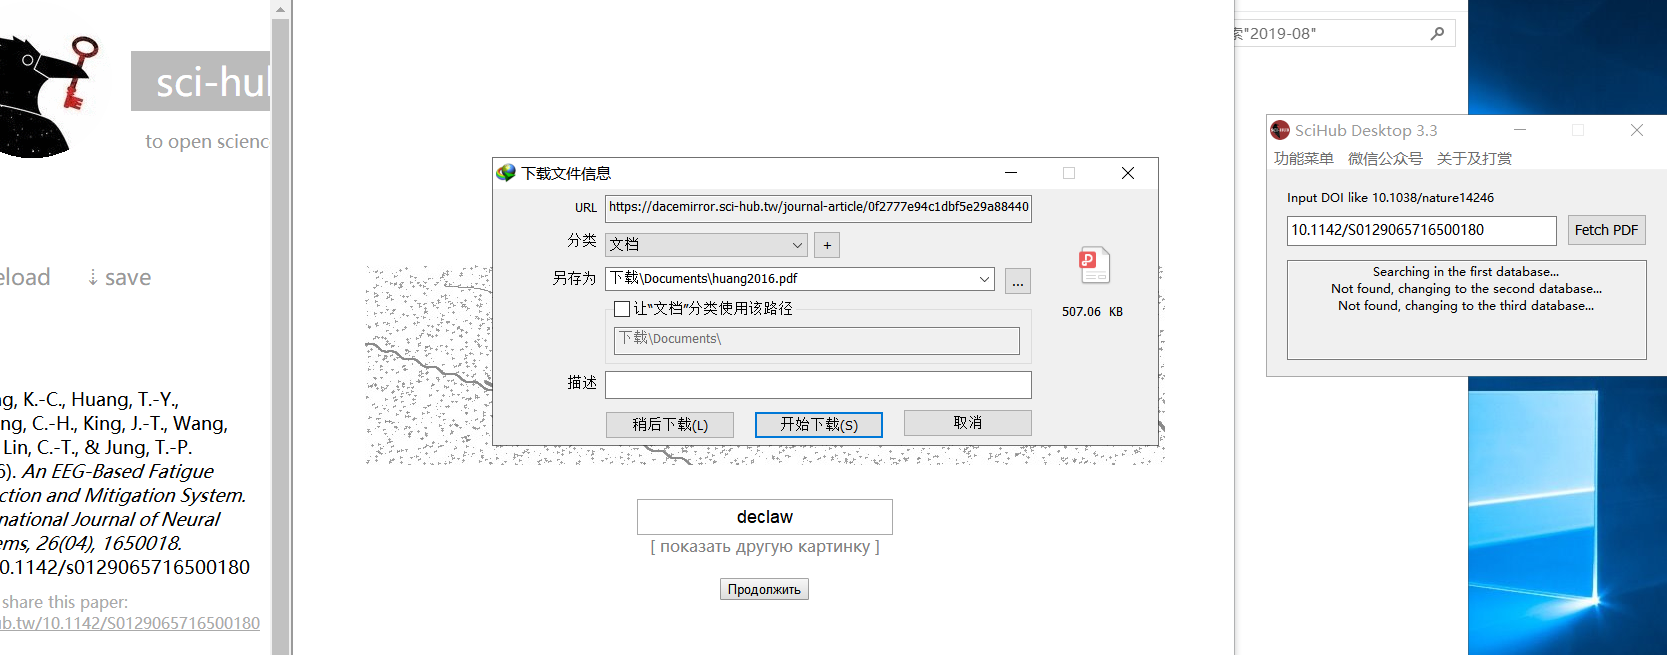 sci-hu
to open science
eload
⇣ save
ng, K.-C., Huang, T.-Y.,
ng, C.-H., King, J.-T., Wang,
Lin, C.-T., & Jung, T.-P.
6). An EEG-Based Fatigue
ction and Mitigation System.
national Journal of Neural
ems, 26(04), 1650018.
0.1142/s0129065716500180
share this paper:
ub.tw/10.1142/S0129065716500180
下载文件信息
URL https://dacemirror.sci-hub.tw/journal-article/0f2777e94c1dbf5e29a88440
分类 文档 +
另存为 下载\Documents\huang2016.pdf ...
507.06 KB
让"文档"分类使用该路径
下载\Documents\
描述
稍后下载(L) 开始下载(S) 取消
declaw
[ показать другую картинку ]
Продолжить
索"2019-08"
SciHub Desktop 3.3
功能菜单 微信公众号 关于及打赏
Input DOI like 10.1038/nature14246
10.1142/S0129065716500180 Fetch PDF
Searching in the first database...
Not found, changing to the second database...
Not found, changing to the third database...